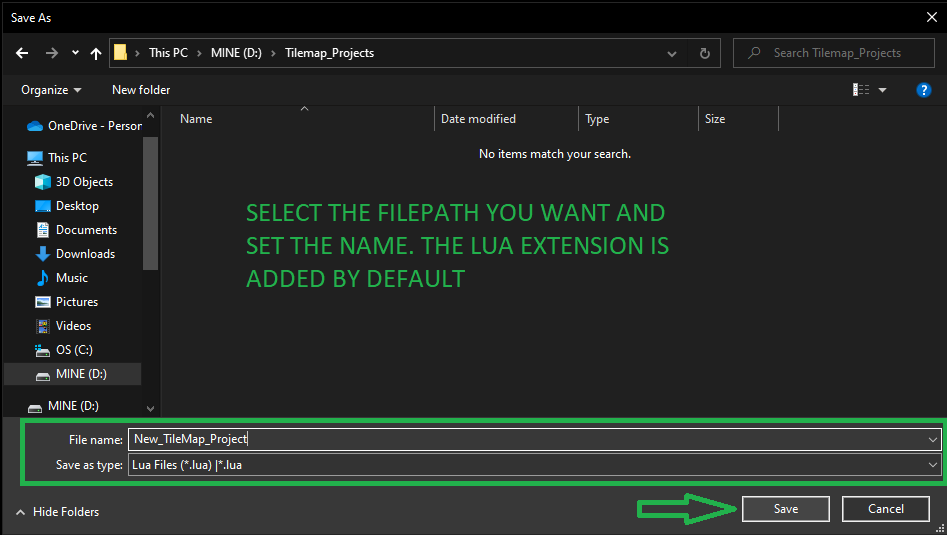 Save As
This PC > MINE (D:) > Tilemap_Projects
Search Tilemap_Projects
Organize
New folder
Name
Date modified
Type
Size
OneDrive - Person
This PC
3D Objects
Desktop
Documents
Downloads
Music
Pictures
Videos
OS (C:)
MINE (D:)
MINE (D:)
No items match your search.
SELECT THE FILEPATH YOU WANT AND
SET THE NAME. THE LUA EXTENSION IS
ADDED BY DEFAULT
File name: New_TileMap_Project
Save as type: Lua Files (*.lua) |*.lua
Hide Folders
Save
Cancel